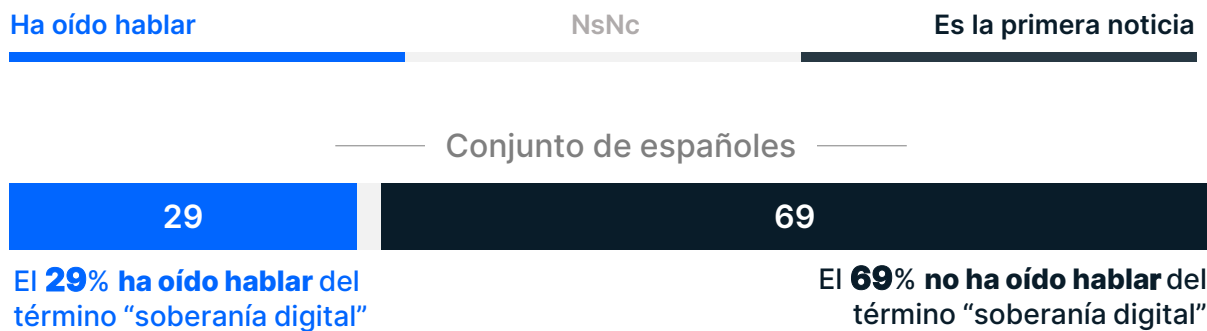 Ha oído hablar
NsNc
Es la primera noticia
Conjunto de españoles
29
69
El 29% ha oído hablar del
término “soberanía digital”
El 69% no ha oído hablar del
término “soberanía digital”